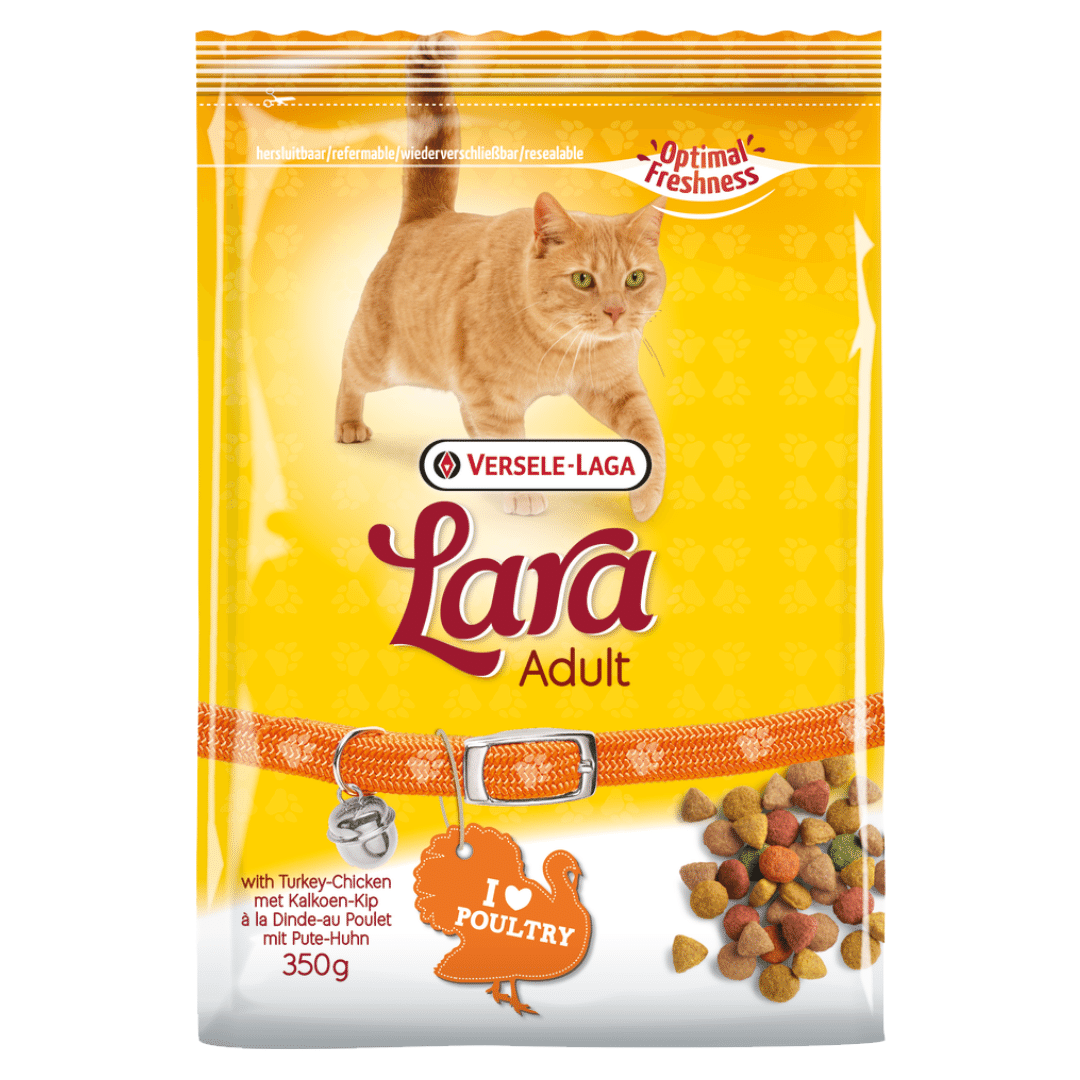 hersluitbaar/refermable/wiederverschließbar/resealable
Optimal
Freshness
VERSELE-LAGA
Lara
Adult
with Turkey-Chicken
met Kalkoen-Kip
à la Dinde-au Poulet
mit Pute-Huhn
350g
I ♥
POULTRY